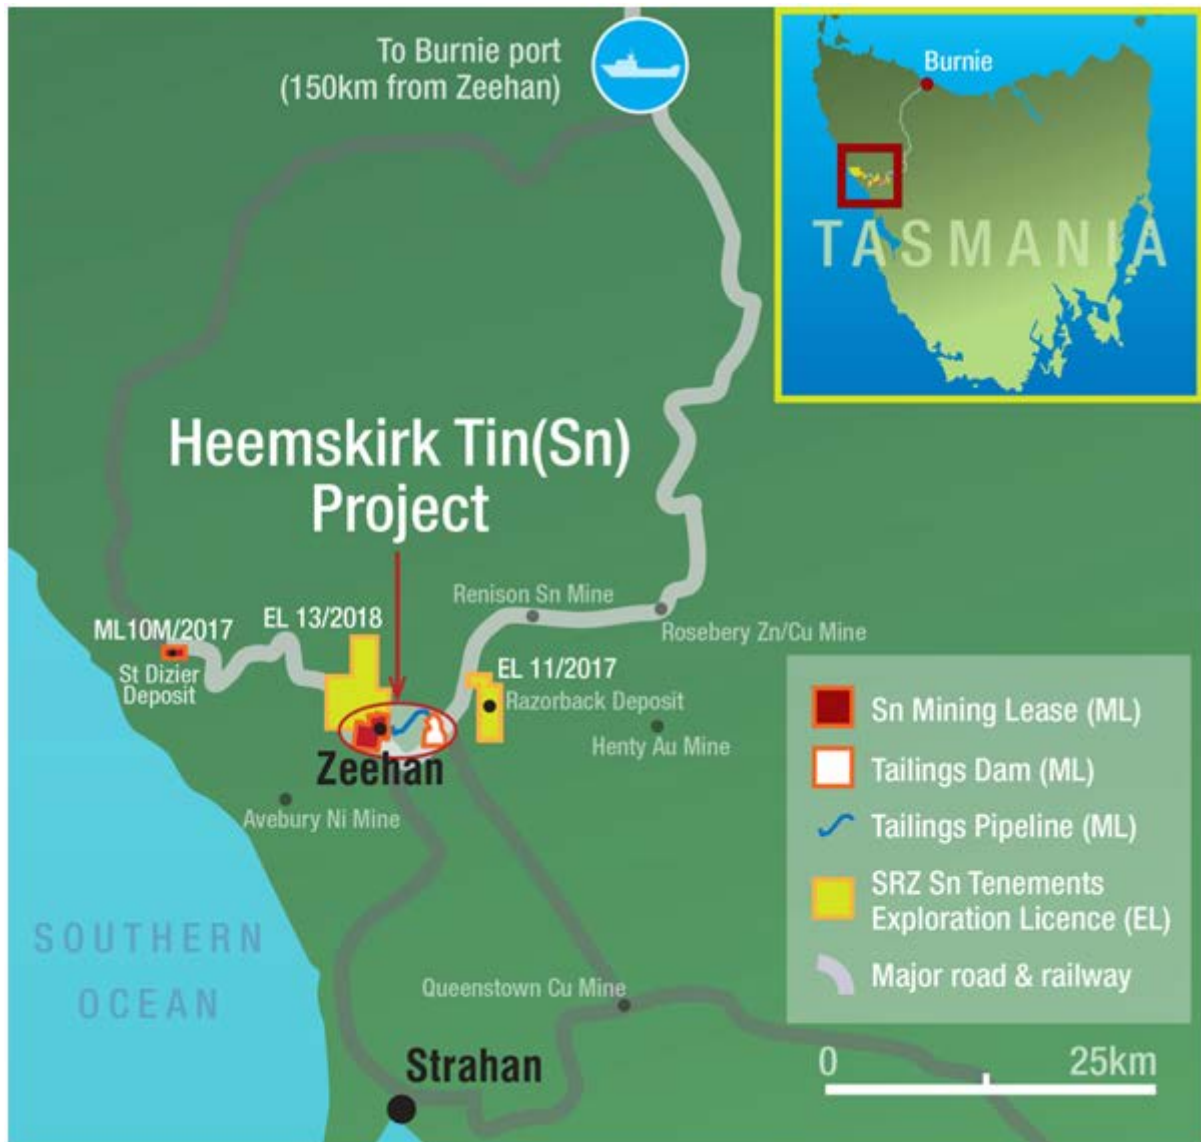 To Burnie port
(150km from Zeehan)
Burnie
TASMANIA
Heemskirk Tin(Sn)
Project
Renison Sn Mine
Rosebery Zn/Cu Mine
ML10M/2017
EL 13/2018
St Dizier
Deposit
EL 11/2017
Razorback Deposit
Henty Au Mine
Zeehan
Avebury Ni Mine
Sn Mining Lease (ML)
Tailings Dam (ML)
Tailings Pipeline (ML)
SRZ Sn Tenements
Exploration Licence (EL)
Major road & railway
SOUTHERN
OCEAN
Queenstown Cu Mine
Strahan
0 25km